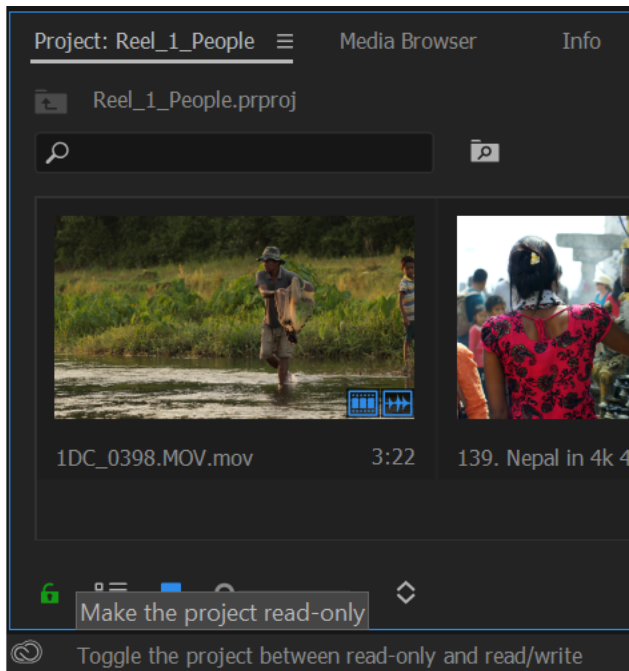 Project: Reel_1_People Media Browser Info
Reel_1_People.prproj
1DC_0398.MOV.mov 3:22 139. Nepal in 4k 4
Make the project read-only
Toggle the project between read-only and read/write